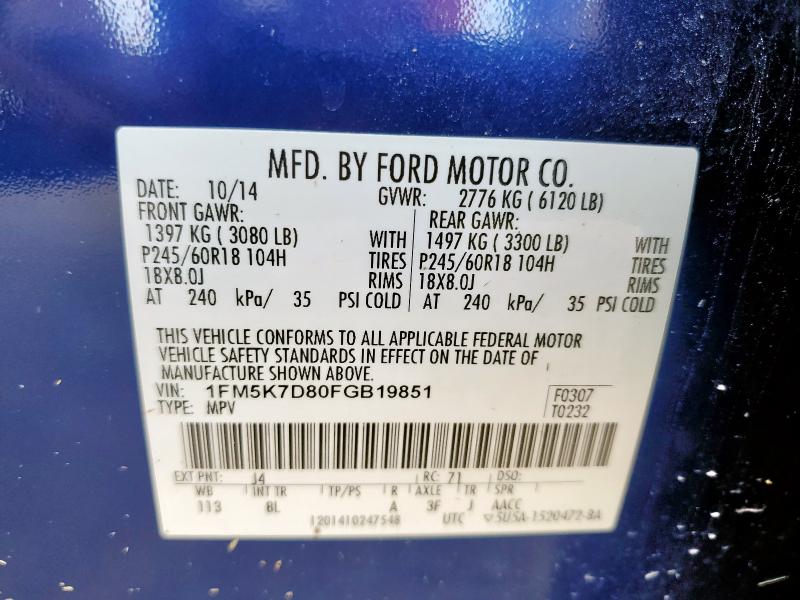 MFD. BY FORD MOTOR CO.
DATE: 10/14 GVWR: 2776 KG ( 6120 LB)
FRONT GAWR: REAR GAWR:
1397 KG ( 3080 LB) WITH 1497 KG ( 3300 LB) WITH
P245/60R18 104H TIRES P.245/60R18 104H TIRES
18X8.0J RIMS 18X8.0J RIMS
AT 240 kPa/ 35 PSI COLD AT 240 kPa/ 35 PSI COLD
THIS VEHICLE CONFORMS TO ALL APPLICABLE FEDERAL MOTOR
VEHICLE SAFETY STANDARDS IN EFFECT ON THE DATE OF
MANUFACTURE SHOWN ABOVE.
VIN: 1FM5K7D80FGB19851 F0307
TYPE: MPV T0232
EXT PNT: J4 RC: 71 DSO:
WB INT TR TP/PS R AXLE TR SPR
113 BL A 3F J AACC
1201410247548 UTC 5USA-1520472-BA